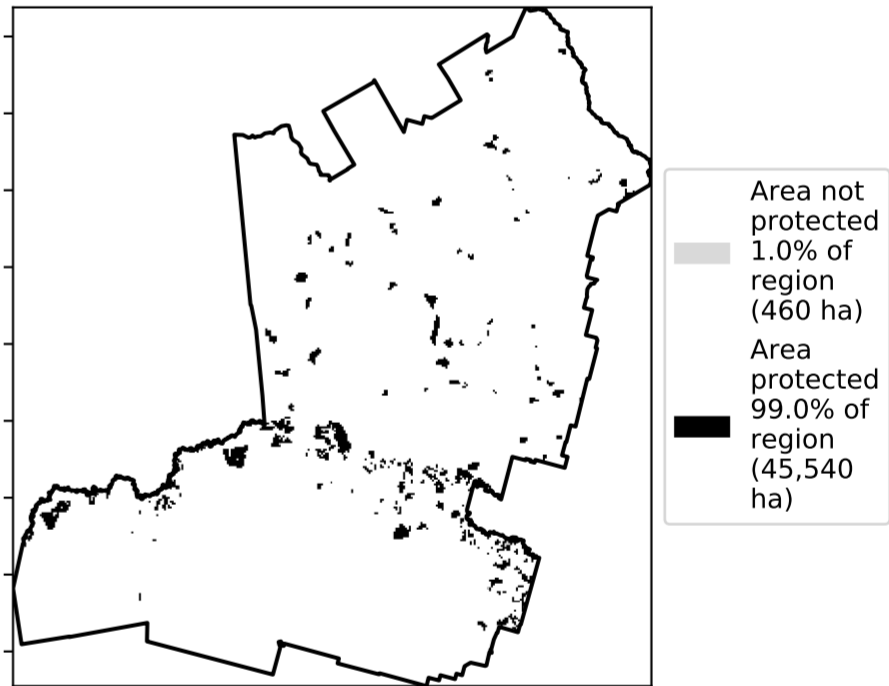 Area not
protected
1.0% of
region
(460 ha)
Area
protected
99.0% of
region
(45,540
ha)